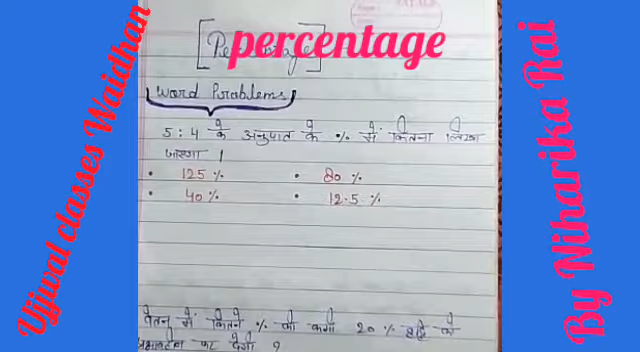 [Percentage]
percentage
Ujjwal classes Waidhan
By Niharika Rai
Word Problems
5 : 4 के अनुपात के % में कितना लिखा
जाएगा ।
• 125 %
• 80 %
• 40 %
• 12.5 %
वेतन में कितने % की कमी 20 % की
कर देगी ?